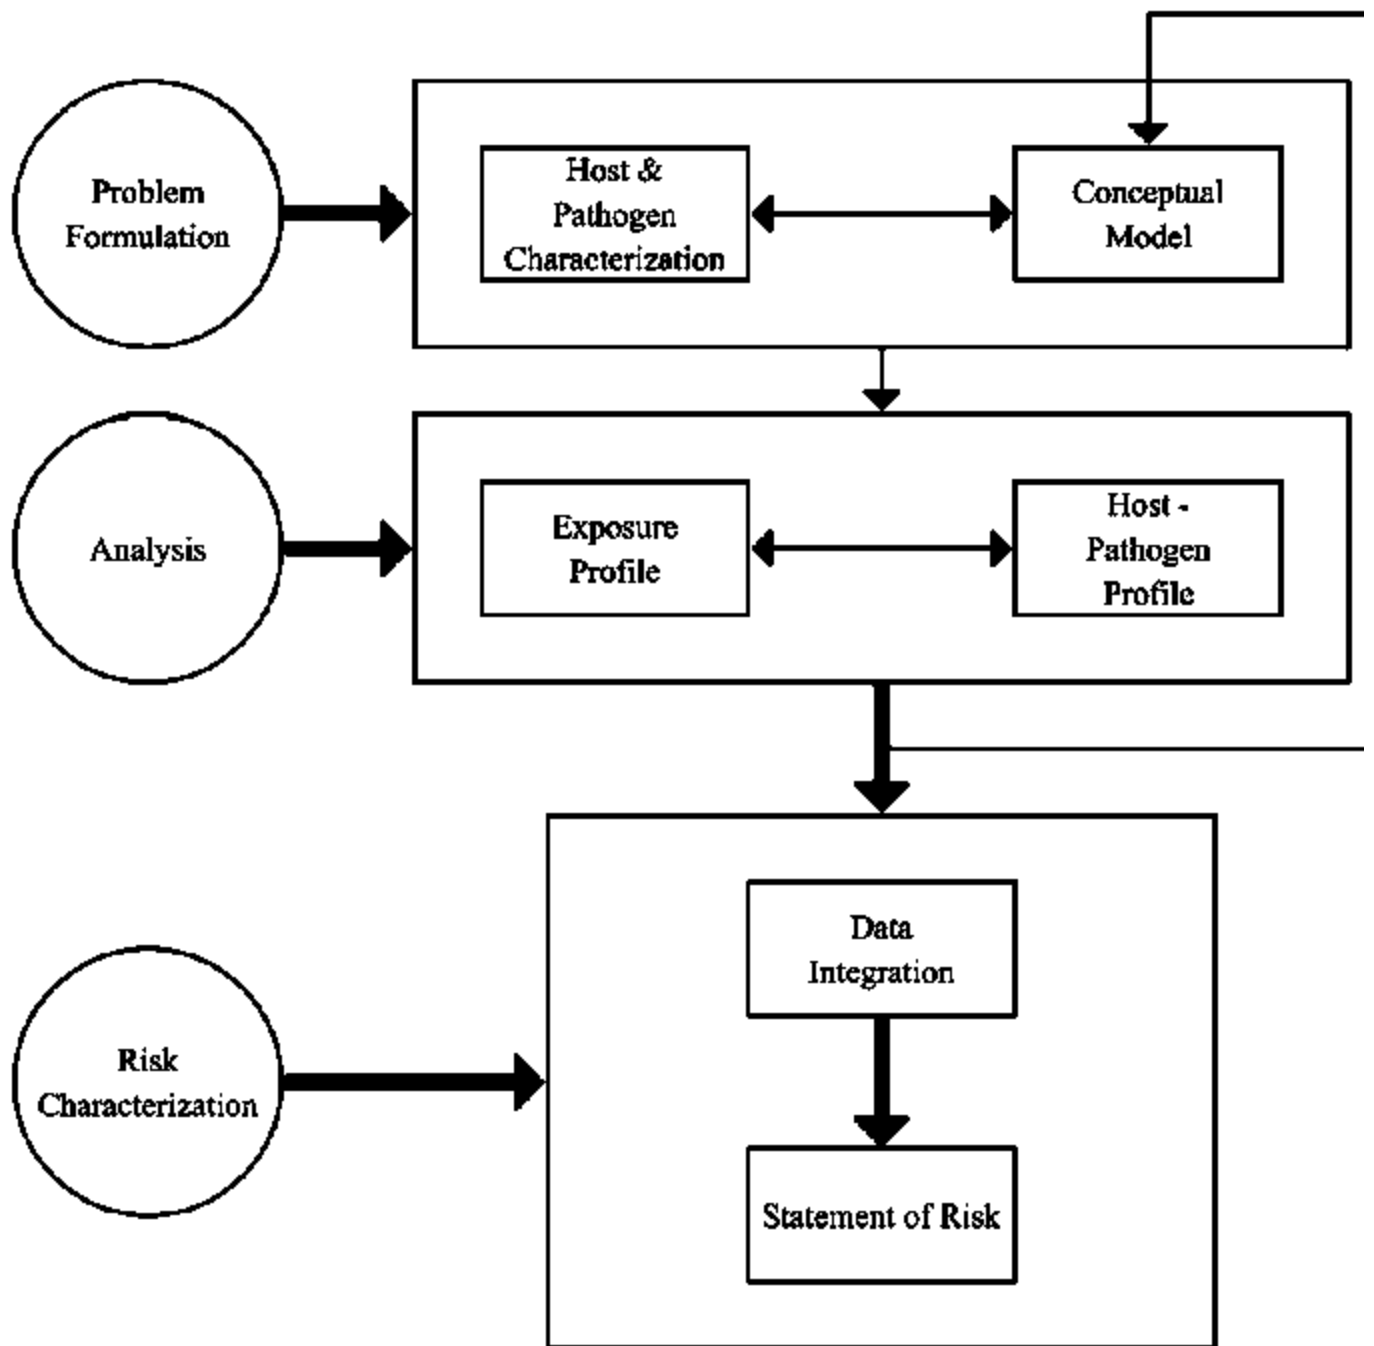 Problem
Formulation
Host &
Pathogen
Characterization
Conceptual
Model
Analysis
Exposure
Profile
Host -
Pathogen
Profile
Data
Integration
Risk
Characterization
Statement of Risk